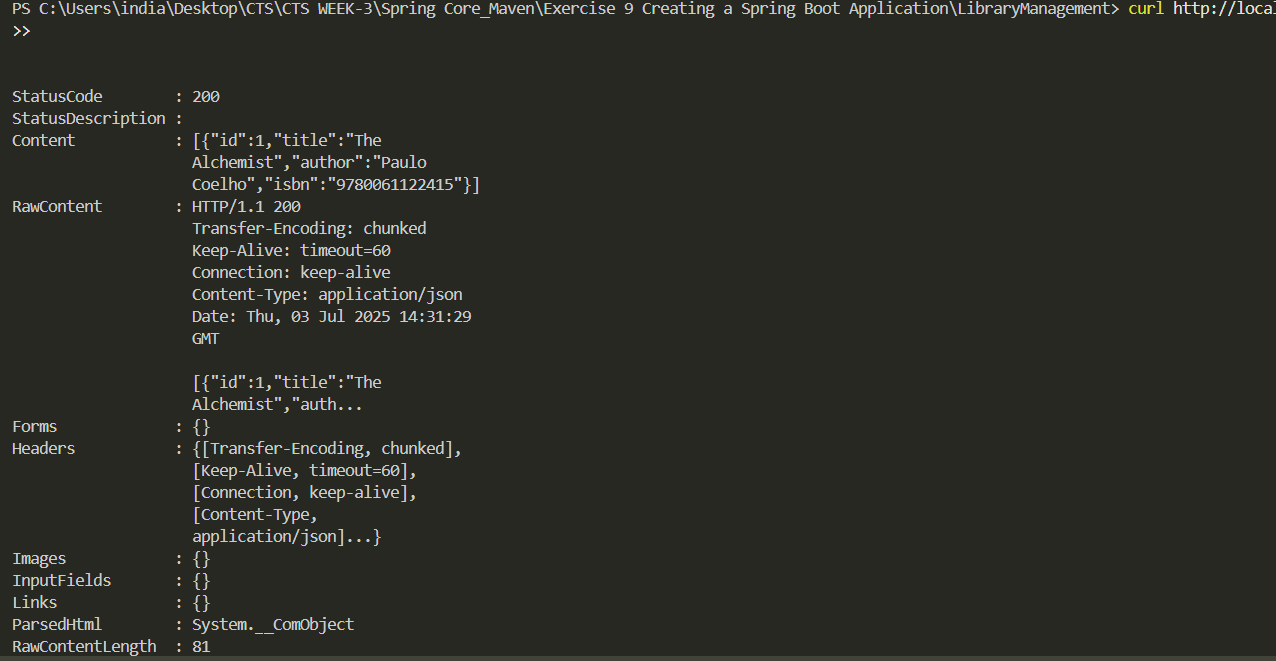 PS C:\Users\india\Desktop\CTS\CTS WEEK-3\Spring Core_Maven\Exercise 9 Creating a Spring Boot Application\LibraryManagement> curl http://local
>>
StatusCode : 200
StatusDescription :
Content : [{"id":1,"title":"The
Alchemist","author":"Paulo
Coelho","isbn":"9780061122415"}]
RawContent : HTTP/1.1 200
Transfer-Encoding: chunked
Keep-Alive: timeout=60
Connection: keep-alive
Content-Type: application/json
Date: Thu, 03 Jul 2025 14:31:29
GMT
[{"id":1,"title":"The
Alchemist","auth...
Forms : {}
Headers : {[Transfer-Encoding, chunked],
[Keep-Alive, timeout=60],
[Connection, keep-alive],
[Content-Type,
application/json]...}
Images : {}
InputFields : {}
Links : {}
ParsedHtml : System.__ComObject
RawContentLength : 81